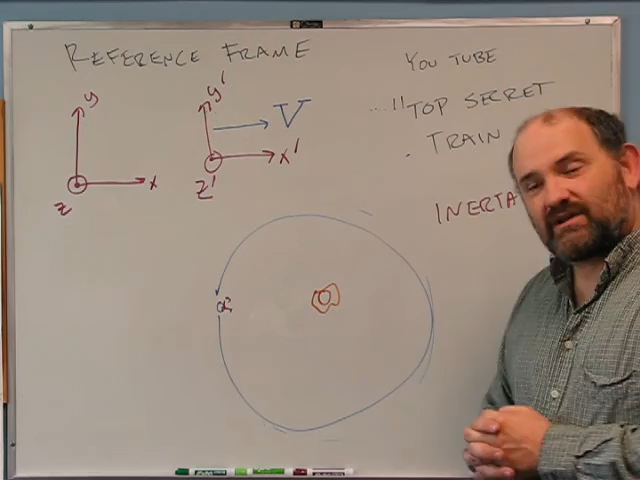 REFERENCE FRAME
y
x
z
y'
x'
z'
V
YOU TUBE
..."TOP SECRET
. TRAIN
INERTA